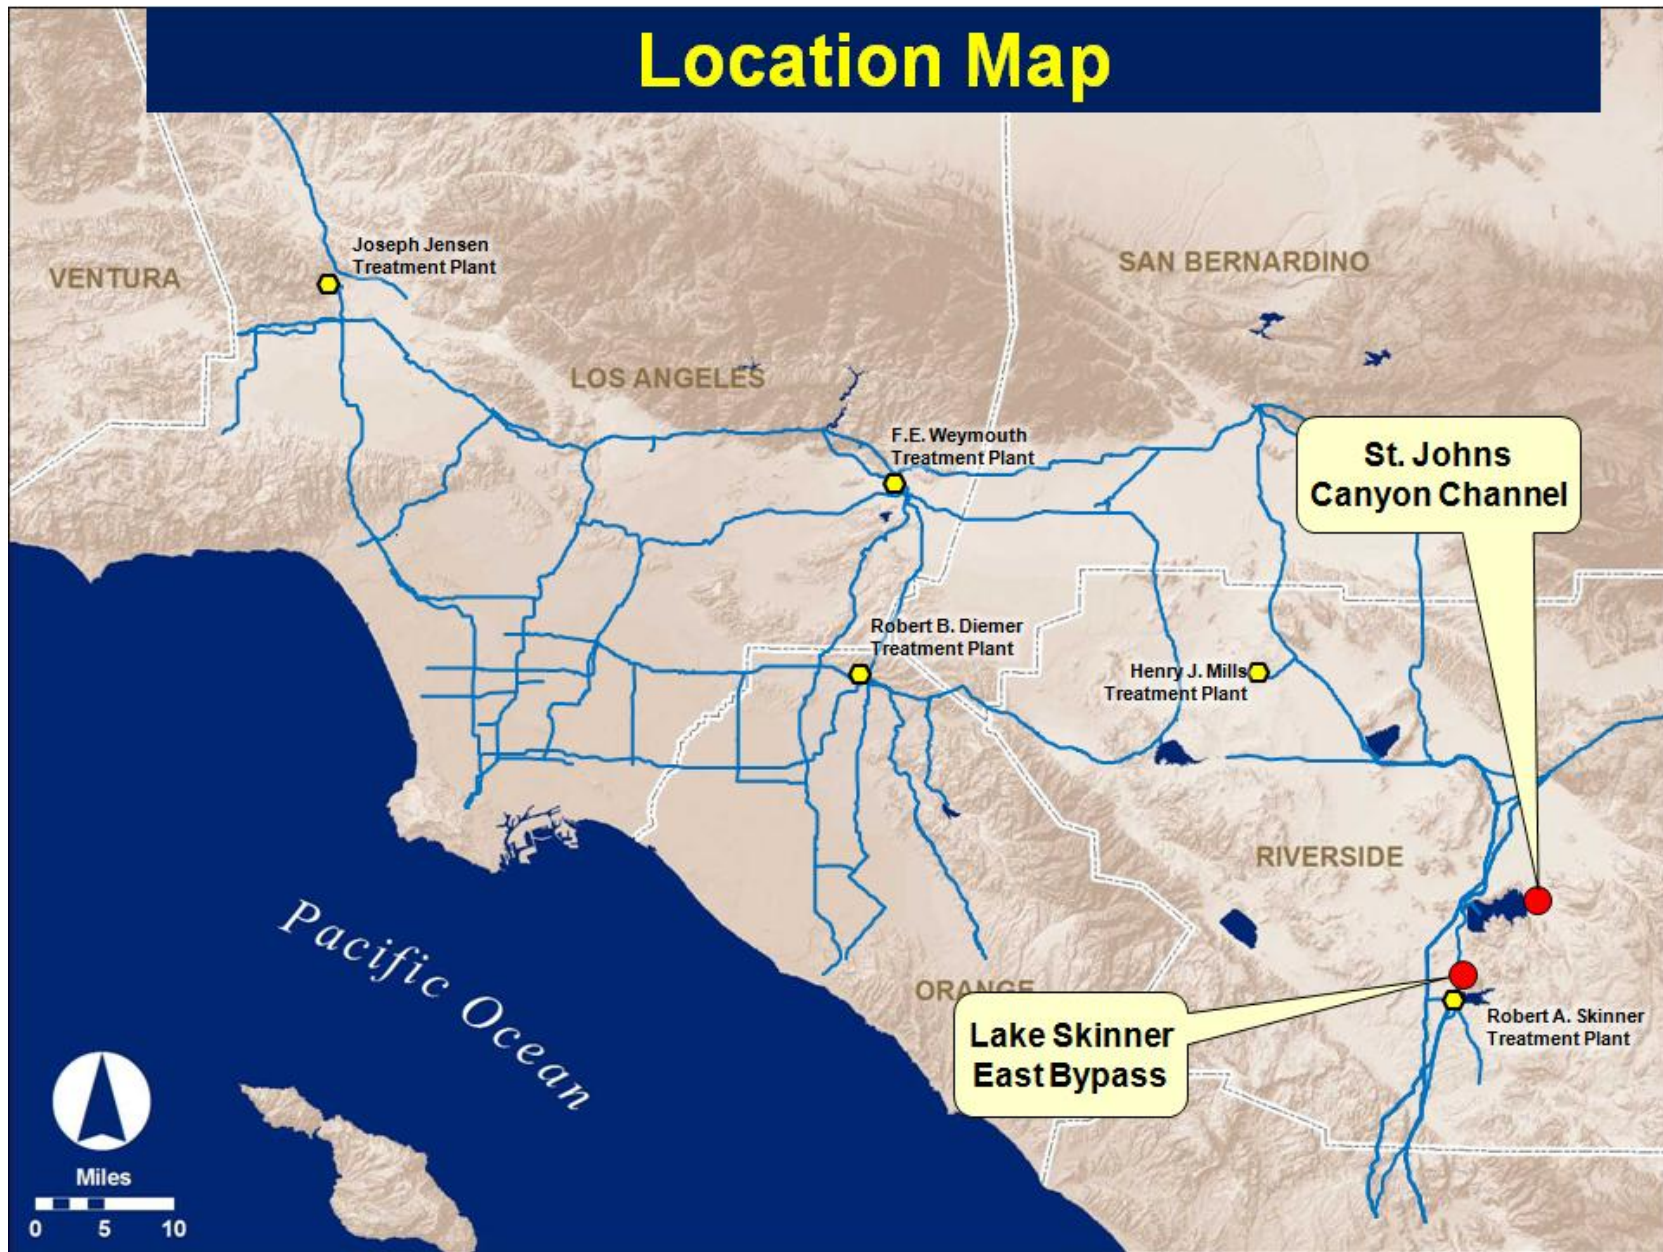 Location Map
Joseph Jensen
Treatment Plant
VENTURA
SAN BERNARDINO
LOS ANGELES
F.E. Weymouth
Treatment Plant
St. Johns
Canyon Channel
Robert B. Diemer
Treatment Plant
Henry J. Mills
Treatment Plant
RIVERSIDE
Pacific Ocean
ORANGE
Lake Skinner
East Bypass
Robert A. Skinner
Treatment Plant
Miles
0 5 10